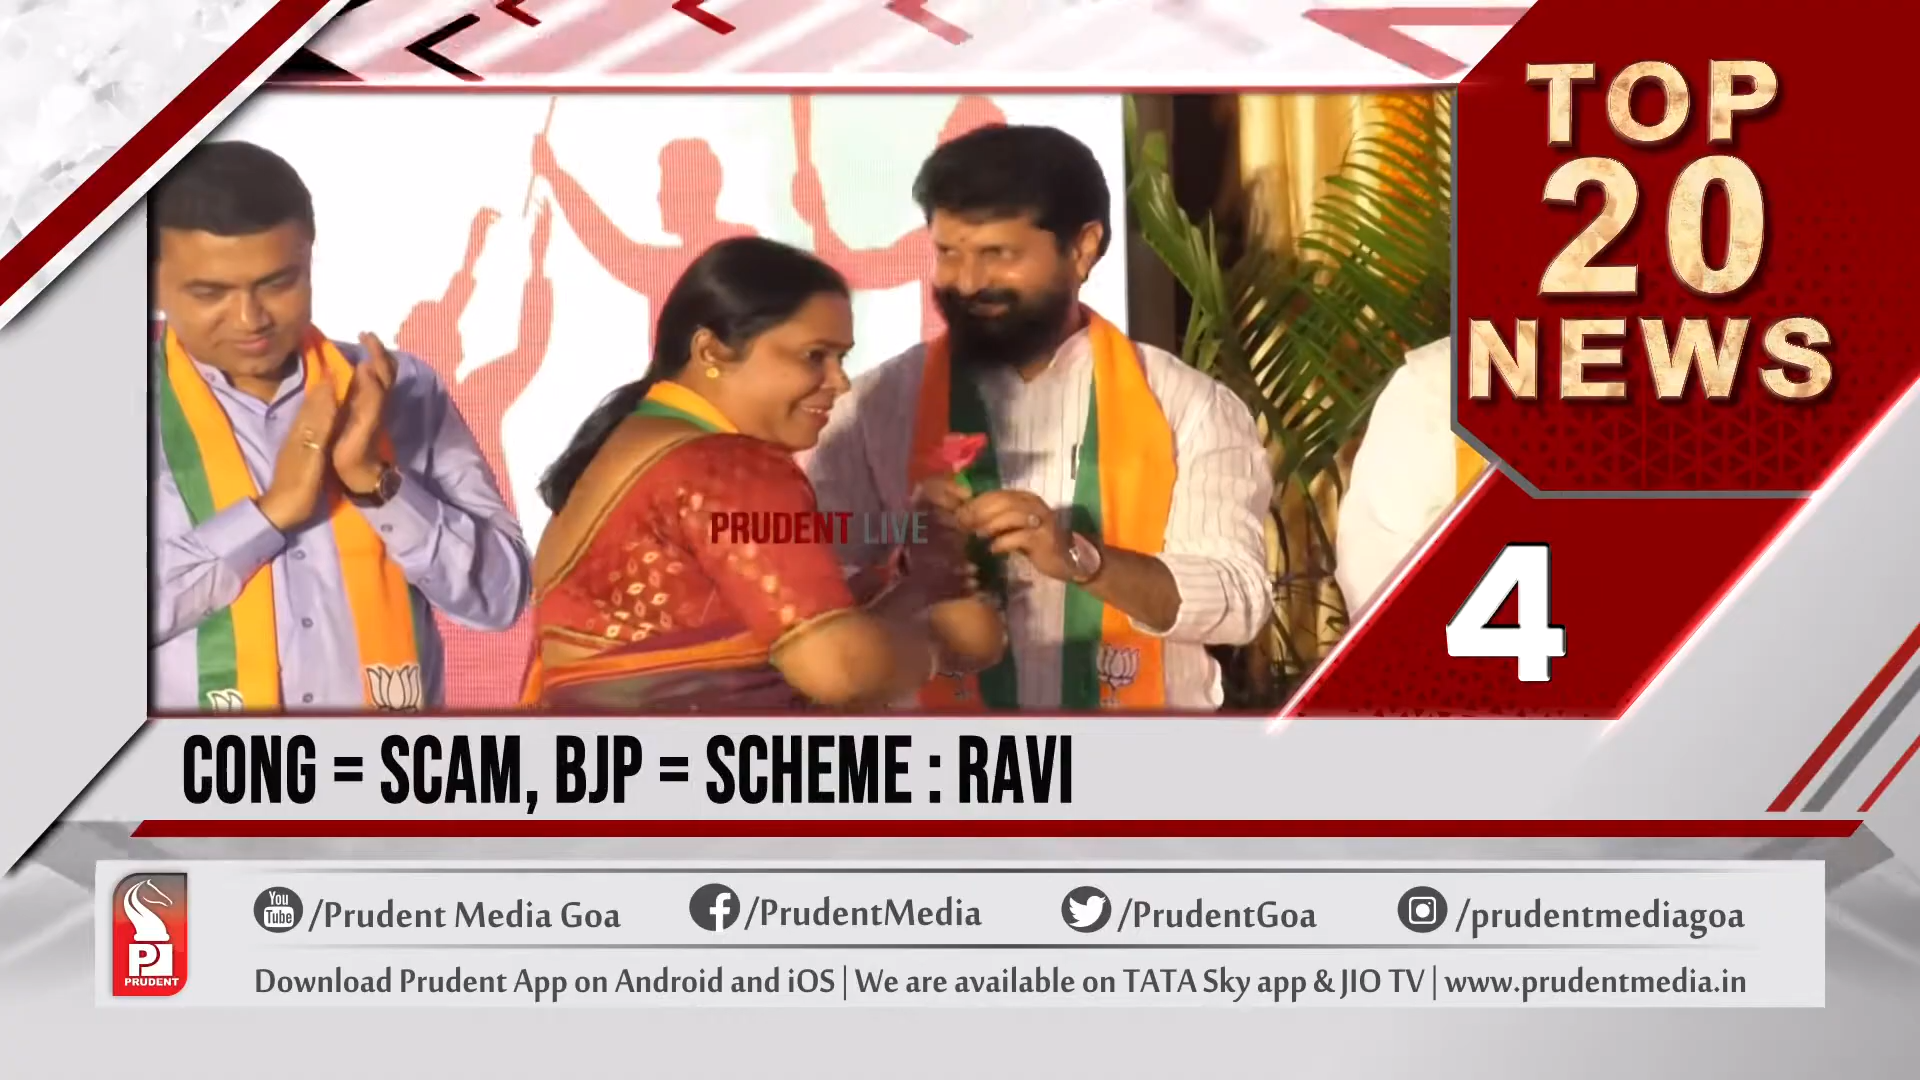 TOP
20
NEWS
4
PRUDENT LIVE
CONG = SCAM, BJP = SCHEME : RAVI
You Tube /Prudent Media Goa
/PrudentMedia
/PrudentGoa
/prudentmediagoa
PRUDENT
Download Prudent App on Android and iOS | We are available on TATA Sky app & JIO TV | www.prudentmedia.in